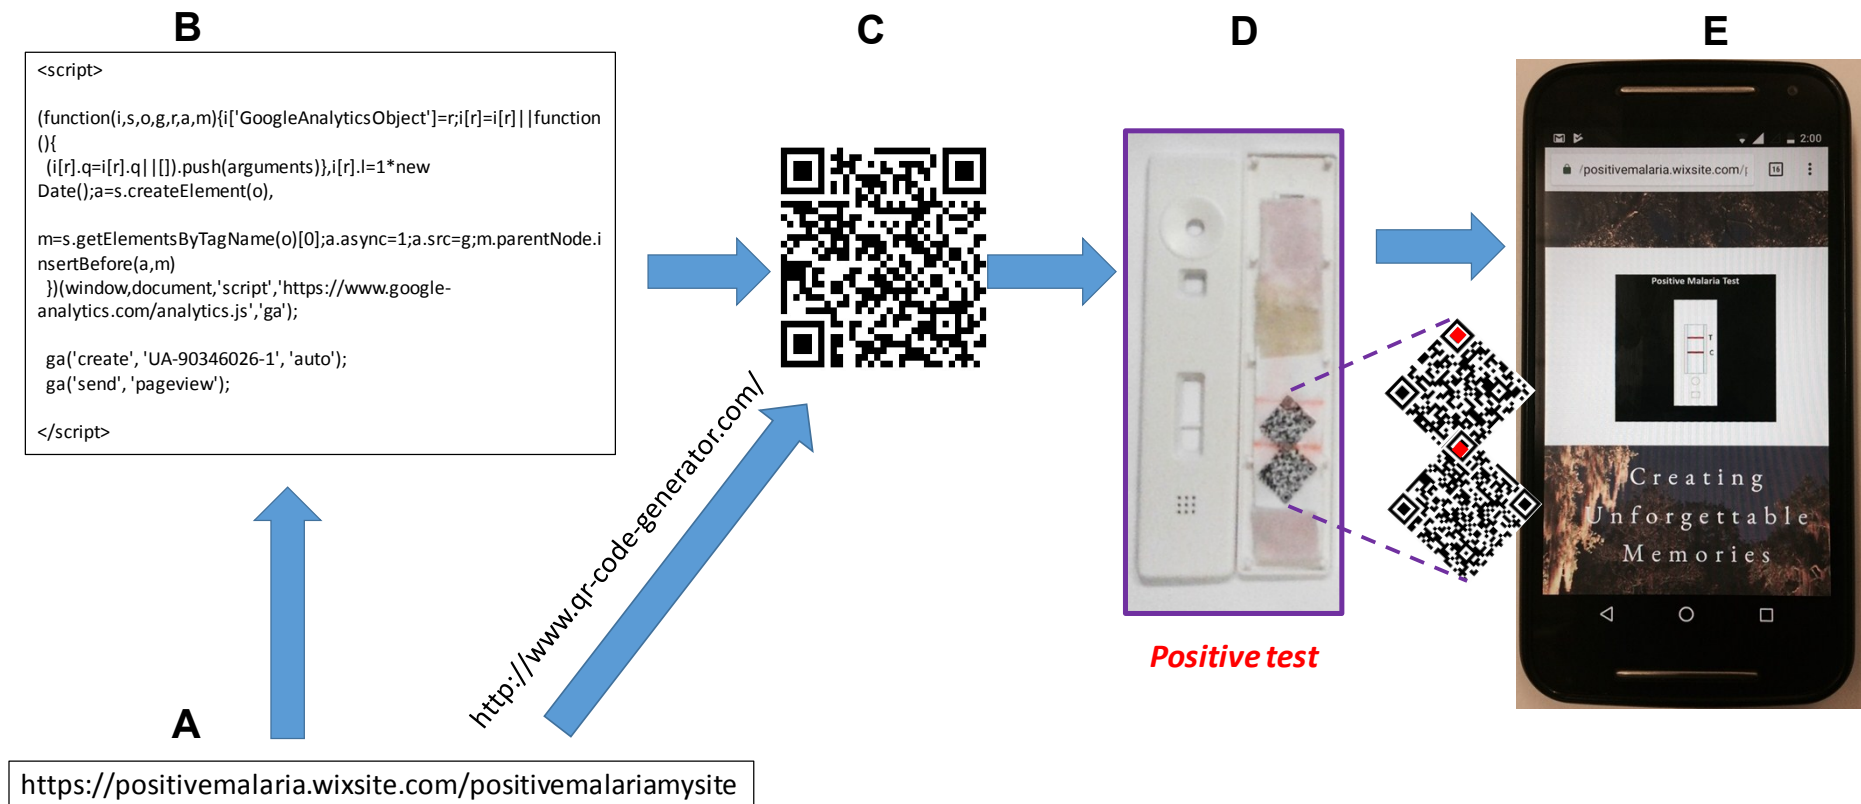 B
C
D
E
<script>
(function(i,s,o,g,r,a,m){i['GoogleAnalyticsObject']=r;i[r]=i[r]||function
(){
(i[r].q=i[r].q||[]).push(arguments)},i[r].l=1*new
Date();a=s.createElement(o),
m=s.getElementsByTagName(o)[0];a.async=1;a.src=g;m.parentNode.i
nsertBefore(a,m)
})(window,document,'script','https://www.google-
analytics.com/analytics.js','ga');
ga('create', 'UA-90346026-1', 'auto');
ga('send', 'pageview');
</script>
http://www.qr-code-generator.com/
A
https://positivemalaria.wixsite.com/positivemalariamysite
Positive test
2:00
/positivemalaria.wixsite.com/p
16
Positive Malaria Test
T
C
Creating
Unforgettable
Memories